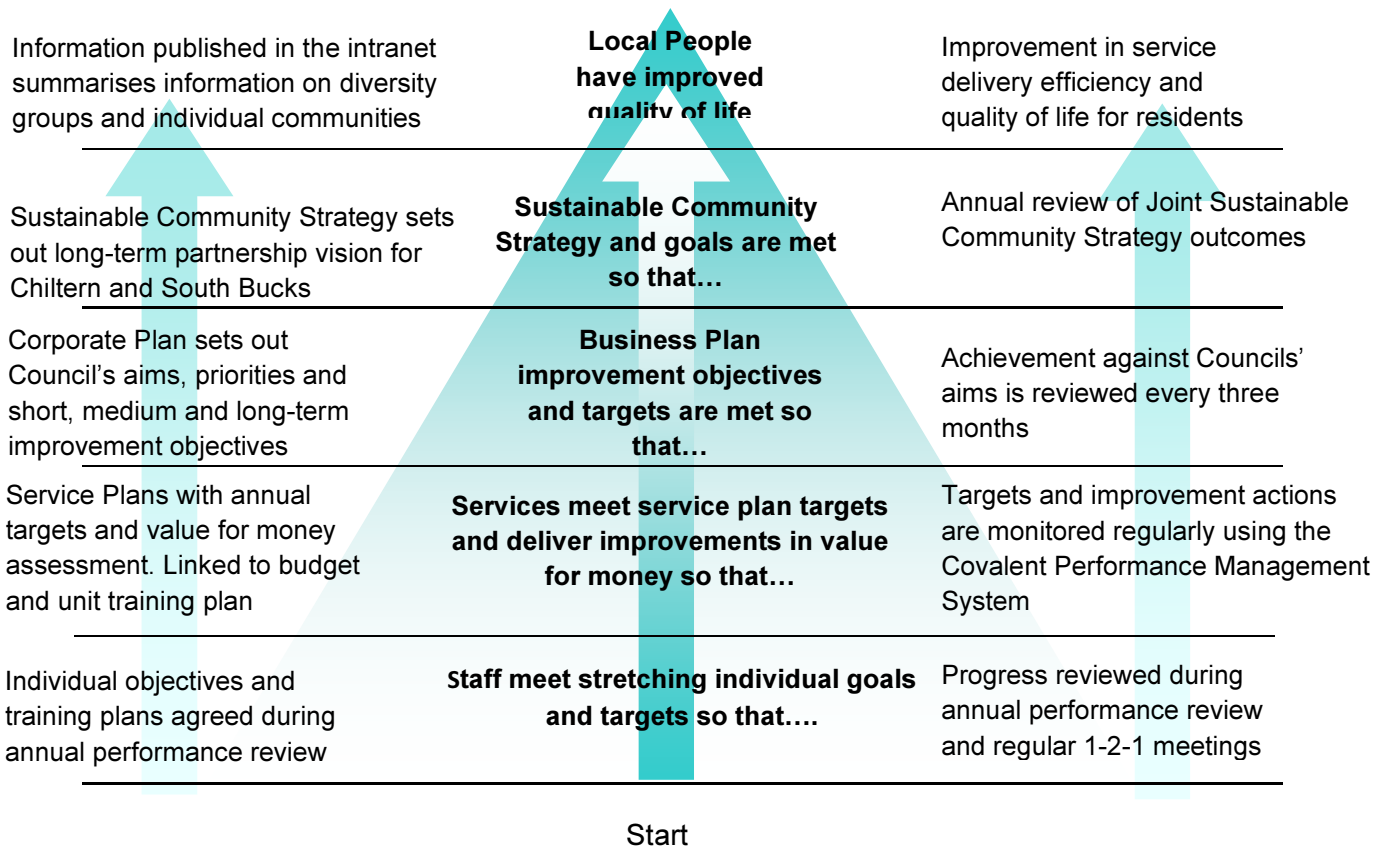 Information published in the intranet
summarises information on diversity
groups and individual communities
Local People
have improved
quality of life
Improvement in service
delivery efficiency and
quality of life for residents
Sustainable Community Strategy sets
out long-term partnership vision for
Chiltern and South Bucks
Sustainable Community
Strategy and goals are met
so that…
Annual review of Joint Sustainable
Community Strategy outcomes
Corporate Plan sets out
Council’s aims, priorities and
short, medium and long-term
improvement objectives
Business Plan
improvement objectives
and targets are met so
that…
Achievement against Councils’
aims is reviewed every three
months
Service Plans with annual
targets and value for money
assessment. Linked to budget
and unit training plan
Services meet service plan targets
and deliver improvements in value
for money so that…
Targets and improvement actions
are monitored regularly using the
Covalent Performance Management
System
Individual objectives and
training plans agreed during
annual performance review
Staff meet stretching individual goals
and targets so that….
Progress reviewed during
annual performance review
and regular 1-2-1 meetings
Start